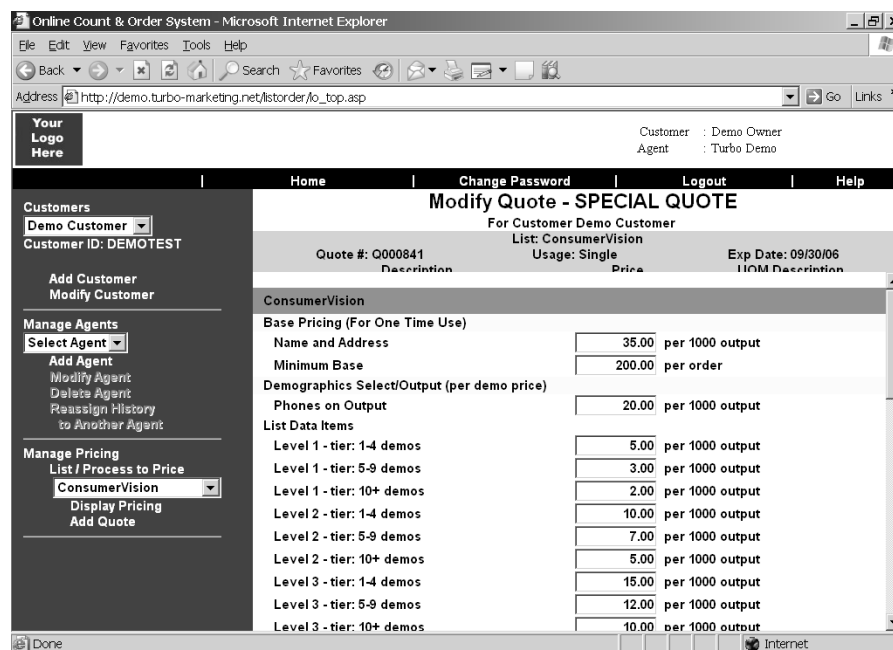 Online Count & Order System - Microsoft Internet Explorer
File Edit View Favorites Tools Help
Back Search Favorites
Address http://demo.turbo-marketing.net/listorder/lo_top.asp Go Links
Your
Logo
Here
Customer : Demo Owner
Agent : Turbo Demo
| Home | Change Password | Logout | Help
Customers
Demo Customer
Customer ID: DEMOTEST
Add Customer
Modify Customer
Manage Agents
Select Agent
Add Agent
Modify Agent
Delete Agent
Reassign History
to Another Agent
Manage Pricing
List / Process to Price
ConsumerVision
Display Pricing
Add Quote
Modify Quote - SPECIAL QUOTE
For Customer Demo Customer
List: ConsumerVision
Quote #: Q000841 Usage: Single Exp Date: 09/30/06
Description Price UOM Description
ConsumerVision
Base Pricing (For One Time Use)
Name and Address 35.00 per 1000 output
Minimum Base 200.00 per order
Demographics Select/Output (per demo price)
Phones on Output 20.00 per 1000 output
List Data Items
Level 1 - tier: 1-4 demos 5.00 per 1000 output
Level 1 - tier: 5-9 demos 3.00 per 1000 output
Level 1 - tier: 10+ demos 2.00 per 1000 output
Level 2 - tier: 1-4 demos 10.00 per 1000 output
Level 2 - tier: 5-9 demos 7.00 per 1000 output
Level 2 - tier: 10+ demos 5.00 per 1000 output
Level 3 - tier: 1-4 demos 15.00 per 1000 output
Level 3 - tier: 5-9 demos 12.00 per 1000 output
Level 3 - tier: 10+ demos 10.00 per 1000 output
Done Internet